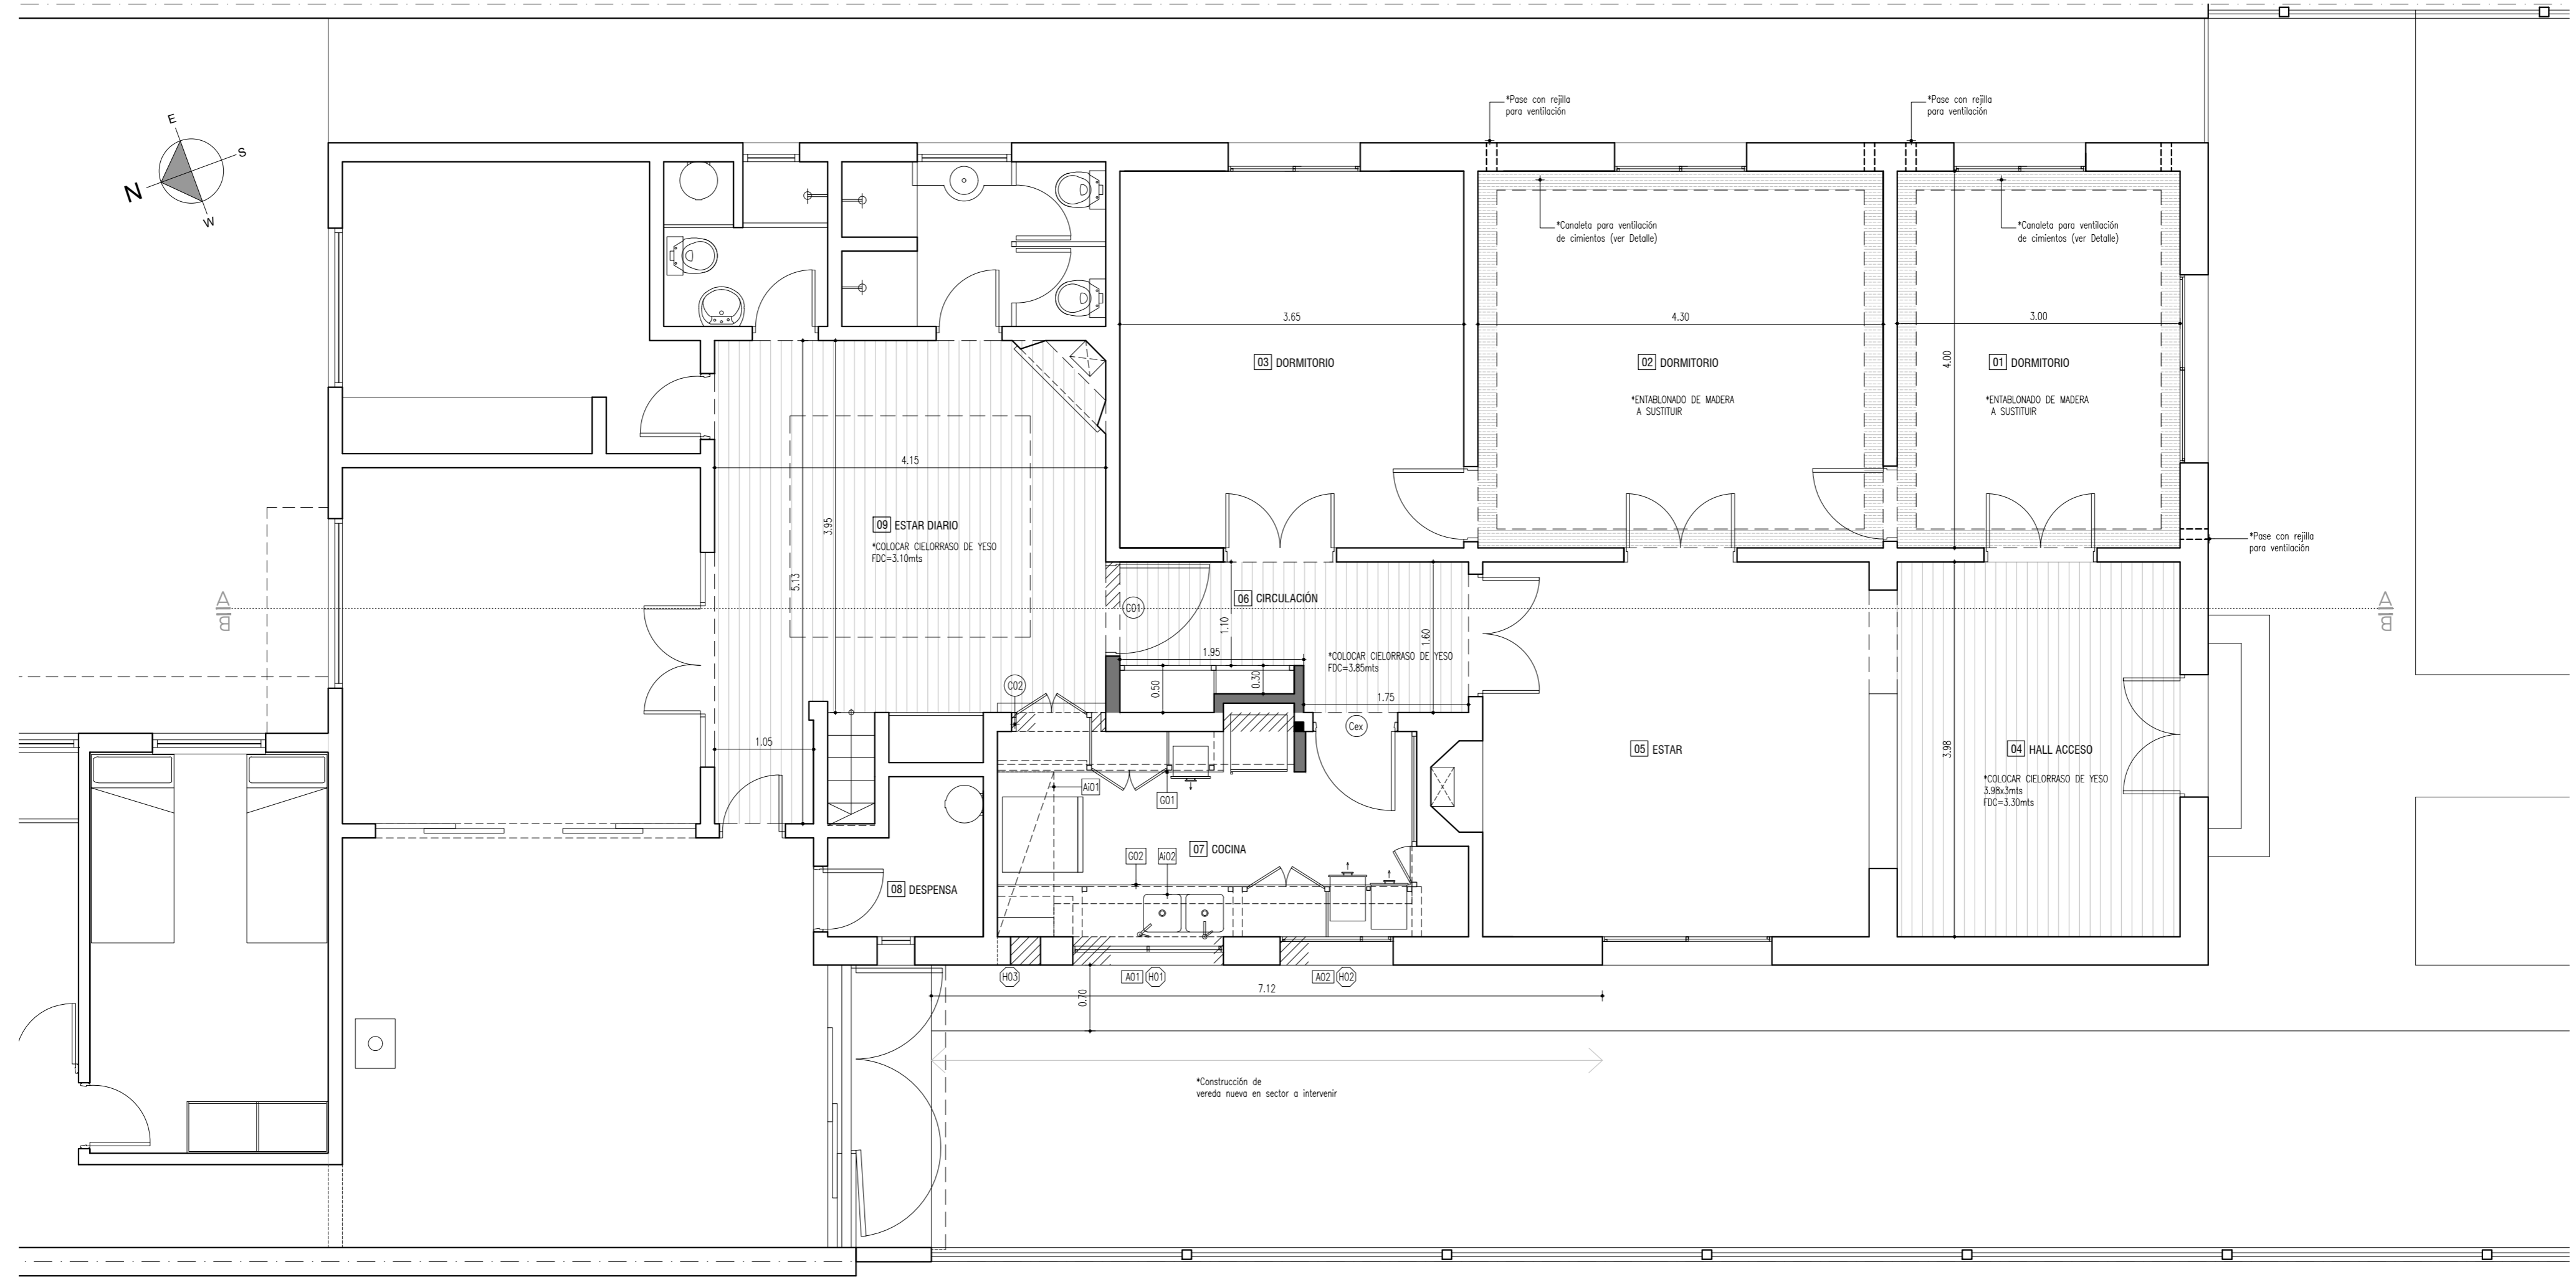 E
S
N
W
*Pase con rejilla
para ventilación
*Pase con rejilla
para ventilación
*Canaleta para ventilación
de cimientos (ver Detalle)
*Canaleta para ventilación
de cimientos (ver Detalle)
3.65
4.30
3.00
03 DORMITORIO
02 DORMITORIO
01 DORMITORIO
4.00
*ENTABLONADO DE MADERA
A SUSTITUIR
*ENTABLONADO DE MADERA
A SUSTITUIR
4.15
3.95
5.13
09 ESTAR DIARIO
*COLOCAR CIELORRASO DE YESO
FDC=3.10mts
*Pase con rejilla
para ventilación
A
B
C01
06 CIRCULACIÓN
A
B
1.10
1.60
1.95
*COLOCAR CIELORRASO DE YESO
FDC=3.85mts
0.50
0.30
1.75
C02
Cex
1.05
05 ESTAR
3.98
04 HALL ACCESO
*COLOCAR CIELORRASO DE YESO
3.98x3mts
FDC=3.30mts
Ai01
G01
07 COCINA
G02
Ai02
08 DESPENSA
H03
A01
H01
A02
H02
0.70
7.12
*Construcción de
vereda nueva en sector a intervenir